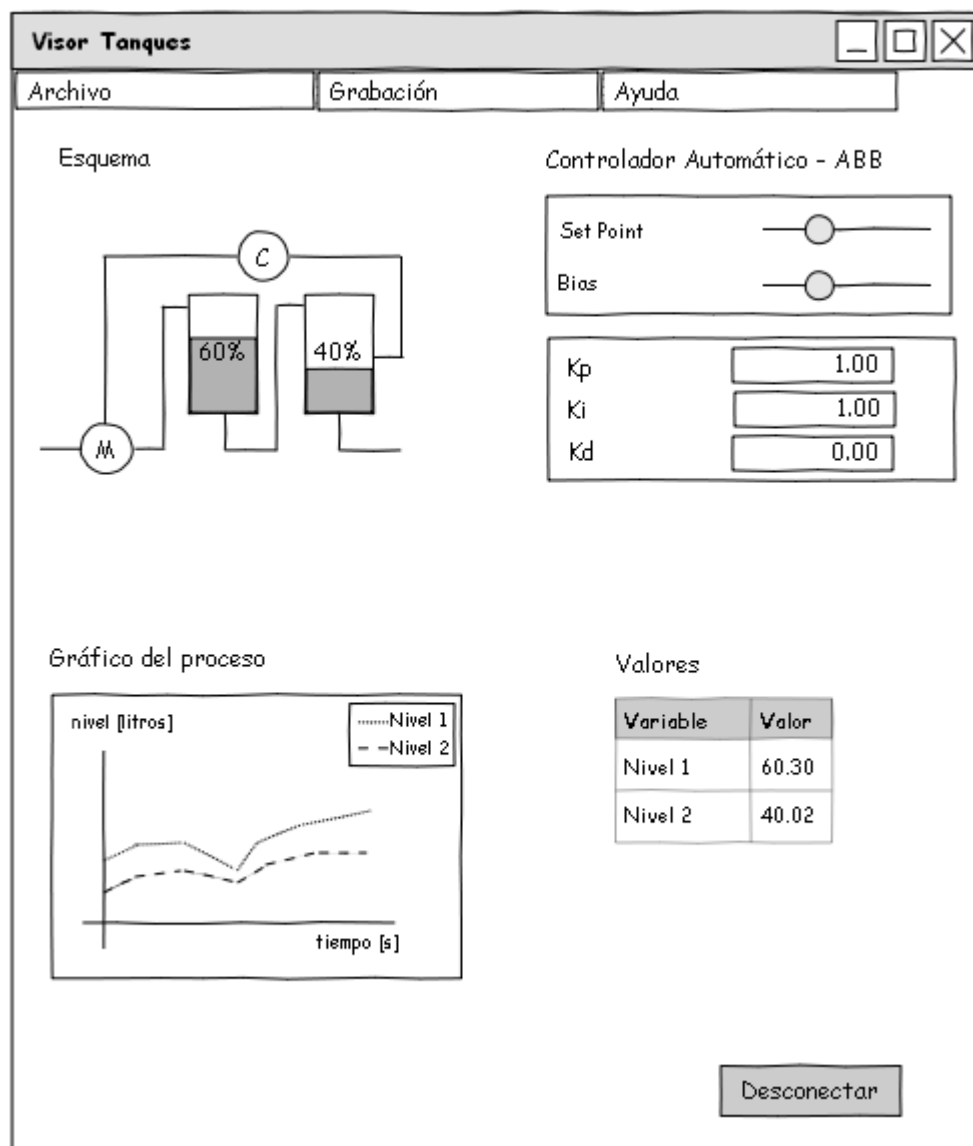 Visor Tanques
Archivo
Grabación
Ayuda
Esquema
C
60%
40%
M
Controlador Automático - ABB
Set Point
Bias
Kp 1.00
Ki 1.00
Kd 0.00
Gráfico del proceso
nivel [litros]
Nivel 1
Nivel 2
tiempo [s]
Valores
Variable Valor
Nivel 1 60.30
Nivel 2 40.02
Desconectar